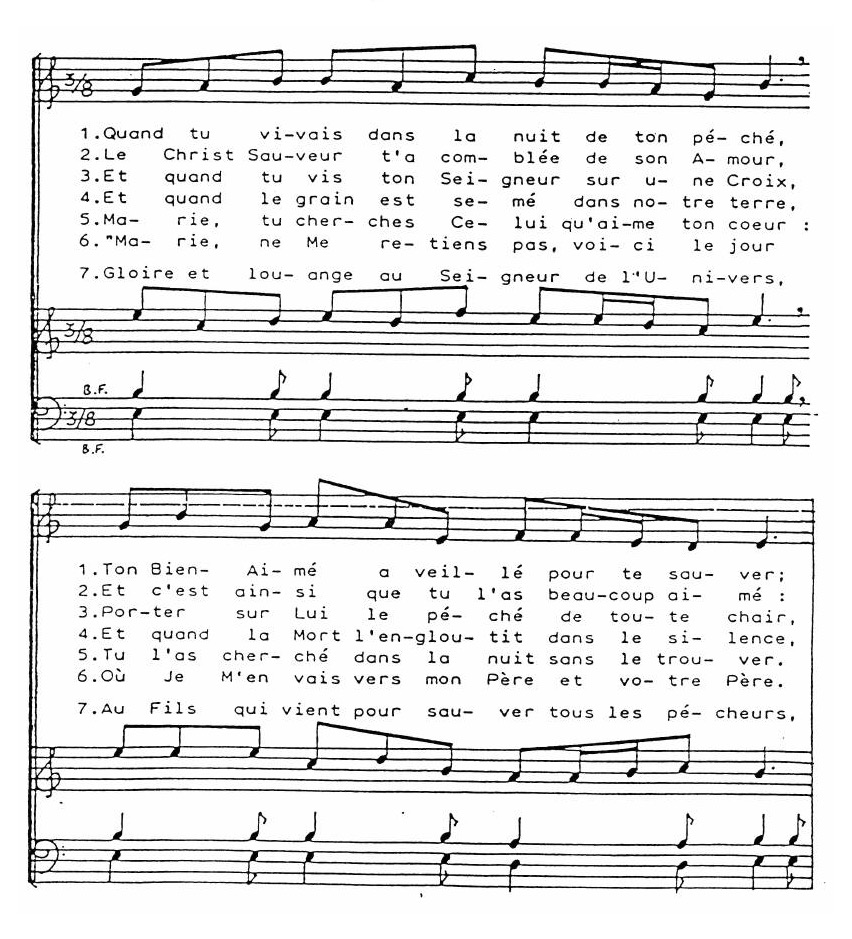 3/8
1.Quand tu vi-vais dans la nuit de ton pé-ché,
2.Le Christ Sau-veur t'a com-blée de son A-mour,
3.Et quand tu vis ton Sei-gneur sur u-ne Croix,
4.Et quand le grain est se-mé dans no-tre terre,
5.Ma-rie, tu cher-ches Ce-lui qu'ai-me ton coeur :
6."Ma-rie, ne Me re-tiens pas, voi-ci le jour
7.Gloire et lou-ange au Sei-gneur de l'U-ni-vers,
3/8
B.F.
3/8
B.F.
1.Ton Bien-Ai-mé a veil-lé pour te sau-ver;
2.Et c'est ain-si que tu l'as beau-coup ai-mé :
3.Por-ter sur Lui le pé-ché de tou-te chair,
4.Et quand la Mort l'en-glou-tit dans le si-lence,
5.Tu l'as cher-ché dans la nuit sans le trou-ver.
6.Où Je M'en vais vers mon Père et vo-tre Père.
7.Au Fils qui vient pour sau-ver tous les pé-cheurs,